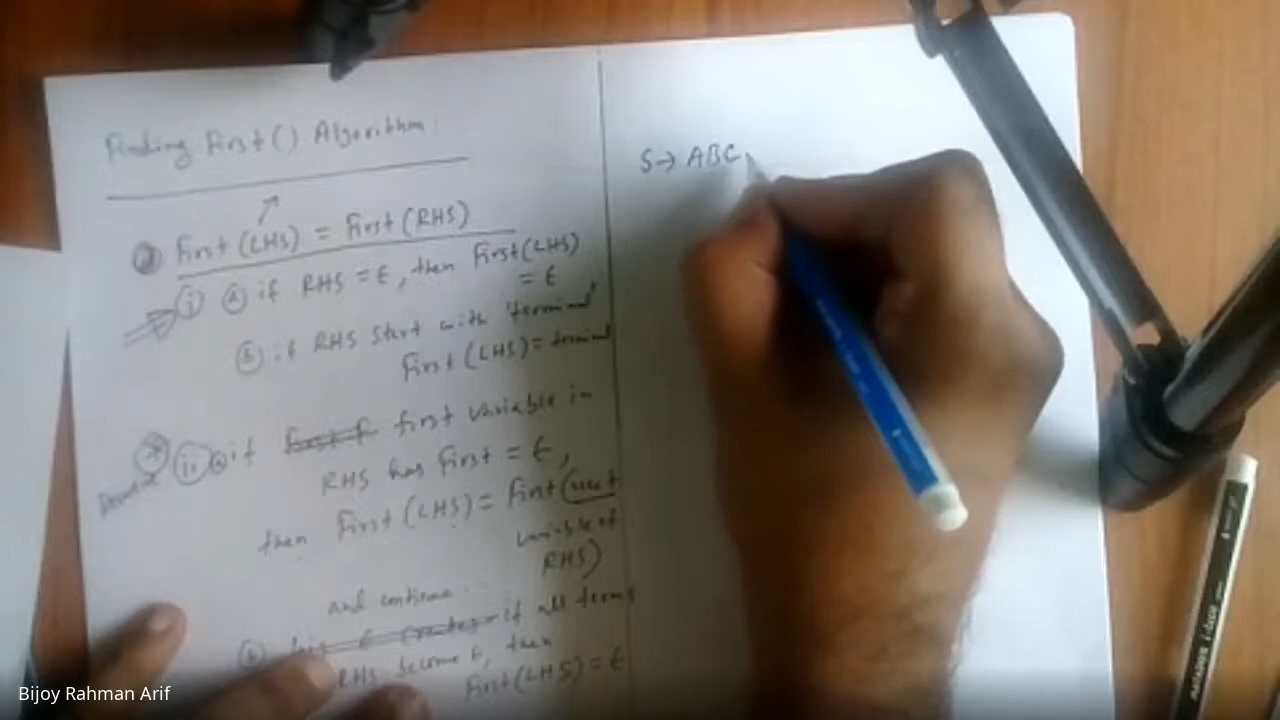 Finding First() Algorithm:
First (LHS) = First (RHS)
(i) (a) if RHS = ε, then First (LHS)
= ε
(b) if RHS start with 'terminal'
First (LHS) = terminal
(ii) (a) if first variable in
RHS has First = ε,
then First (LHS) = First (next
variable of
RHS)
and continue...
(b) if all terms
RHS become ε, then
First (LHS) = ε
S → ABC
Bijoy Rahman Arif